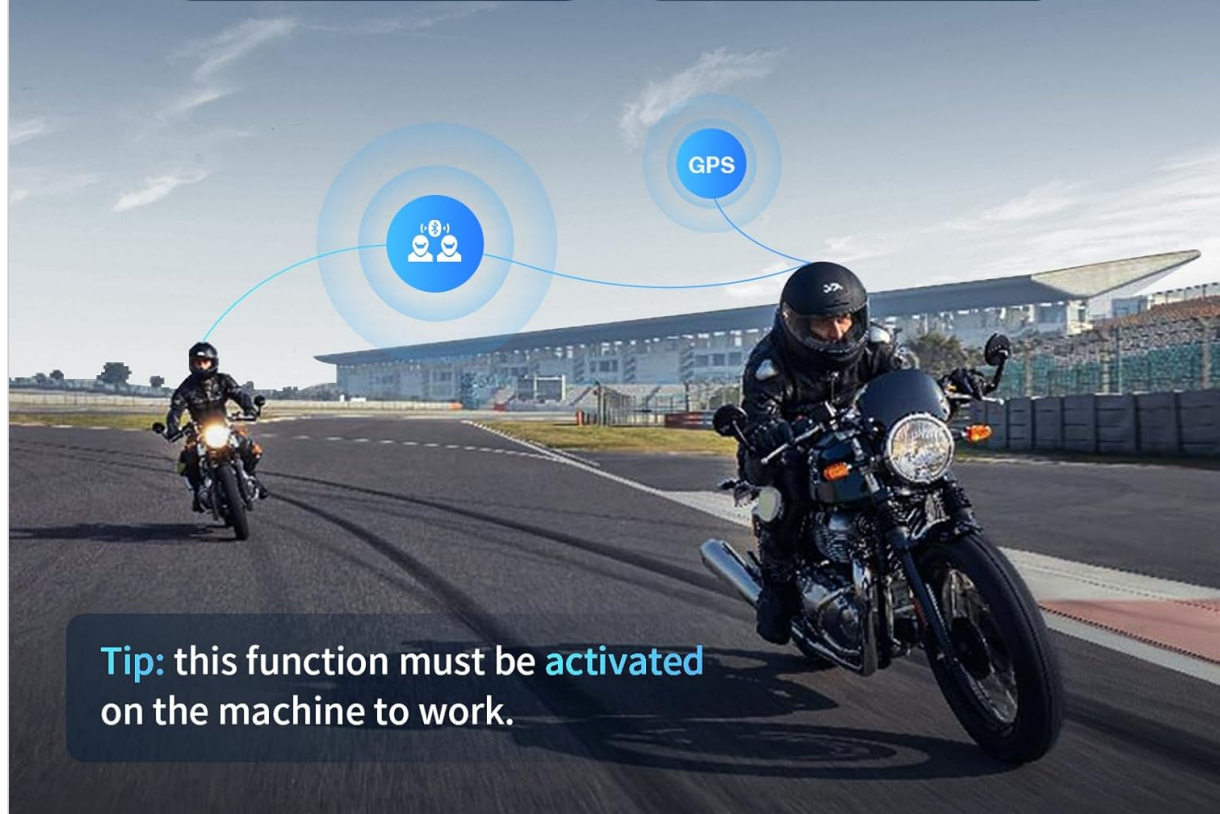 GPS
Tip: this function must be activated
on the machine to work.